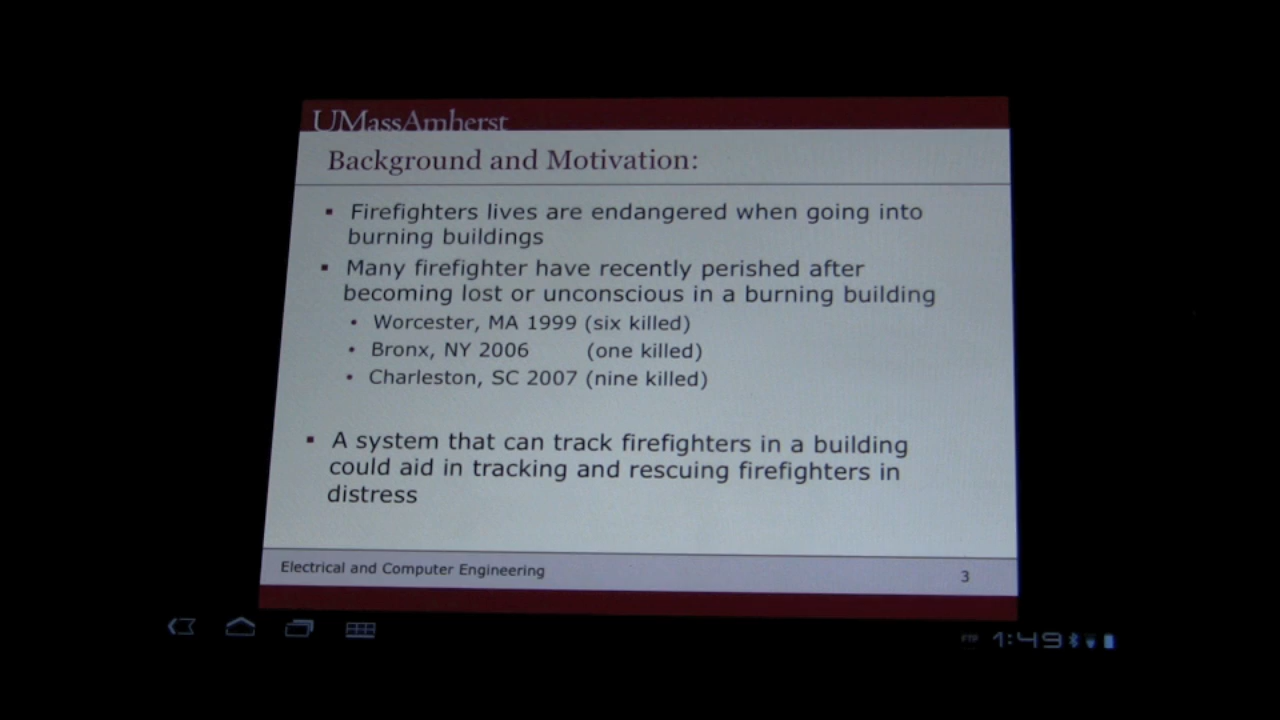 UMassAmherst
Background and Motivation:
▪ Firefighters lives are endangered when going into
burning buildings
▪ Many firefighter have recently perished after
becoming lost or unconscious in a burning building
• Worcester, MA 1999 (six killed)
• Bronx, NY 2006 (one killed)
• Charleston, SC 2007 (nine killed)
▪ A system that can track firefighters in a building
could aid in tracking and rescuing firefighters in
distress
Electrical and Computer Engineering 3
FTP 1:49